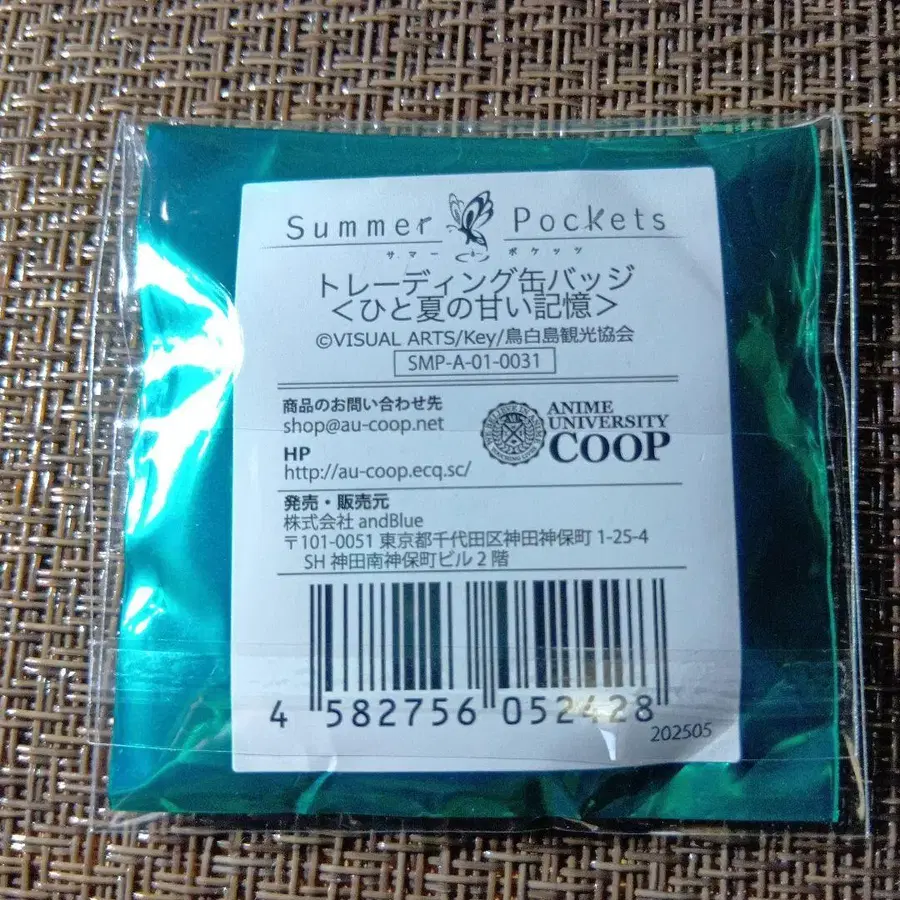 Summer Pockets
サマーポケッツ
トレーディング缶バッジ
<ひと夏の甘い記憶>
©VISUAL ARTS/Key/鳥白島観光協会
SMP-A-01-0031
商品のお問い合わせ先
shop@au-coop.net
HP
http://au-coop.ecq.sc/
ANIME
UNIVERSITY
COOP
発売・販売元
株式会社 andBlue
〒101-0051 東京都千代田区神田神保町 1-25-4
SH 神田南神保町ビル 2 階
4 582756 052428
202505